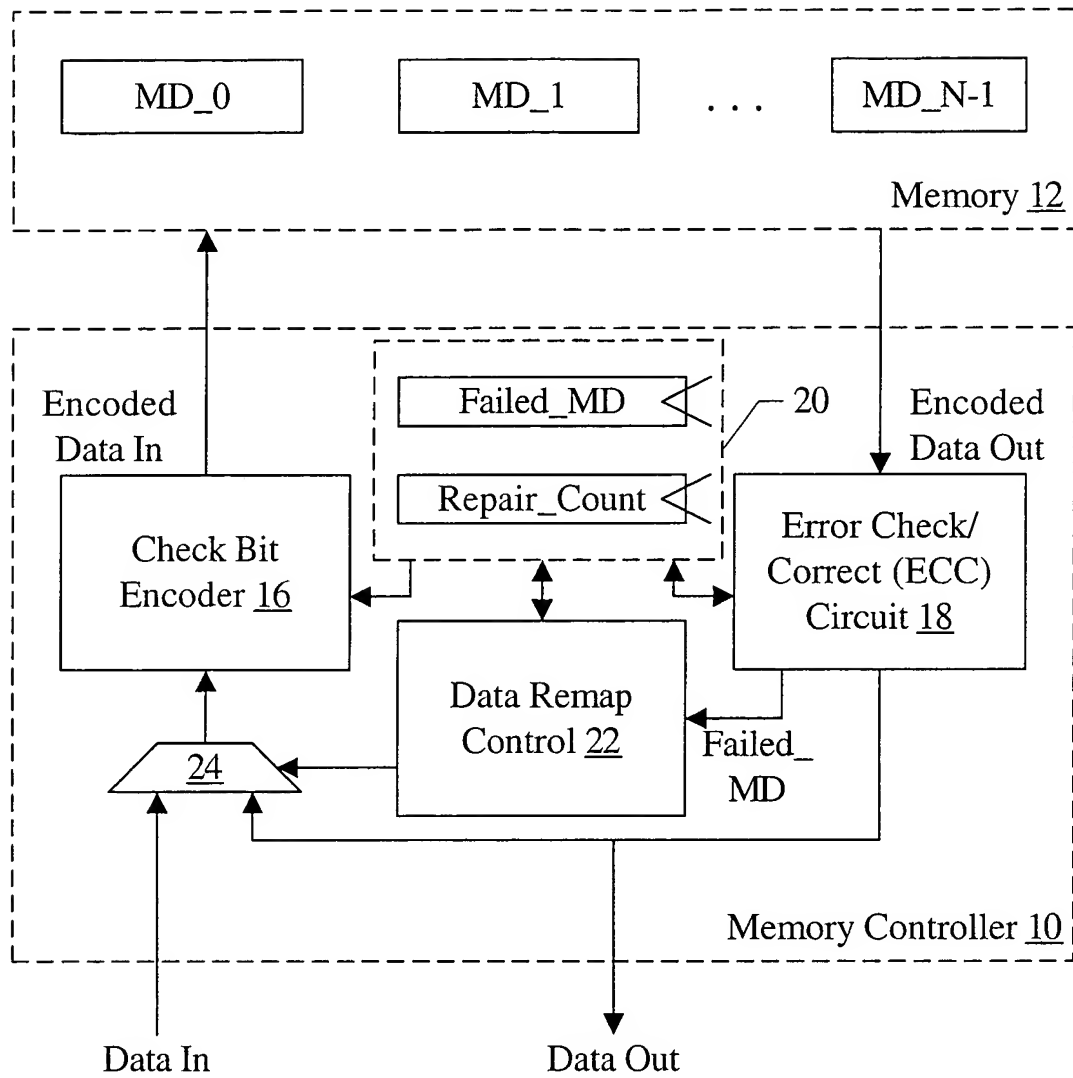 MD_0
MD_1
. . .
MD_N-1
Memory 12
Encoded
Data In
Failed_MD
Repair_Count
20
Encoded
Data Out
Check Bit
Encoder 16
Error Check/
Correct (ECC)
Circuit 18
Data Remap
Control 22
Failed_
MD
24
Memory Controller 10
Data In
Data Out